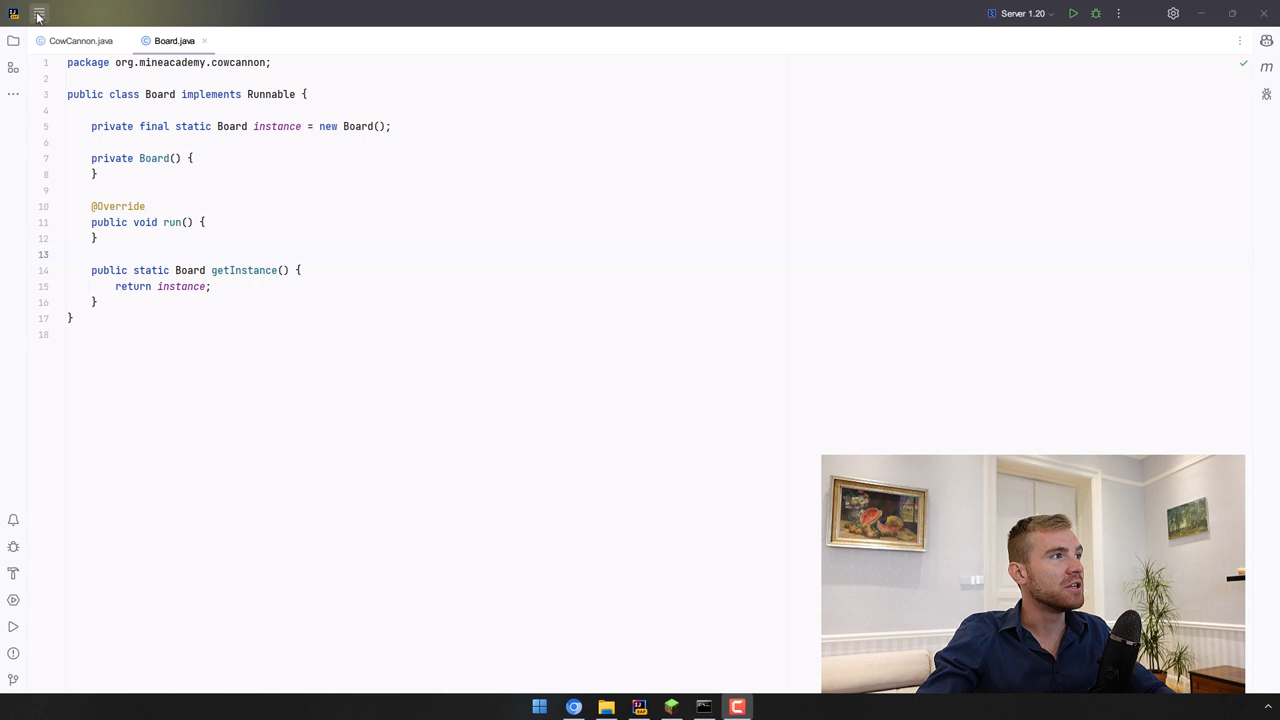 Server 1.20
CowCannon.java
Board.java
1 package org.mineacademy.cowcannon;
2
3 public class Board implements Runnable {
4
5 private final static Board instance = new Board();
6
7 private Board() {
8 }
9
10 @Override
11 public void run() {
12 }
13
14 public static Board getInstance() {
15 return instance;
16 }
17 }
18